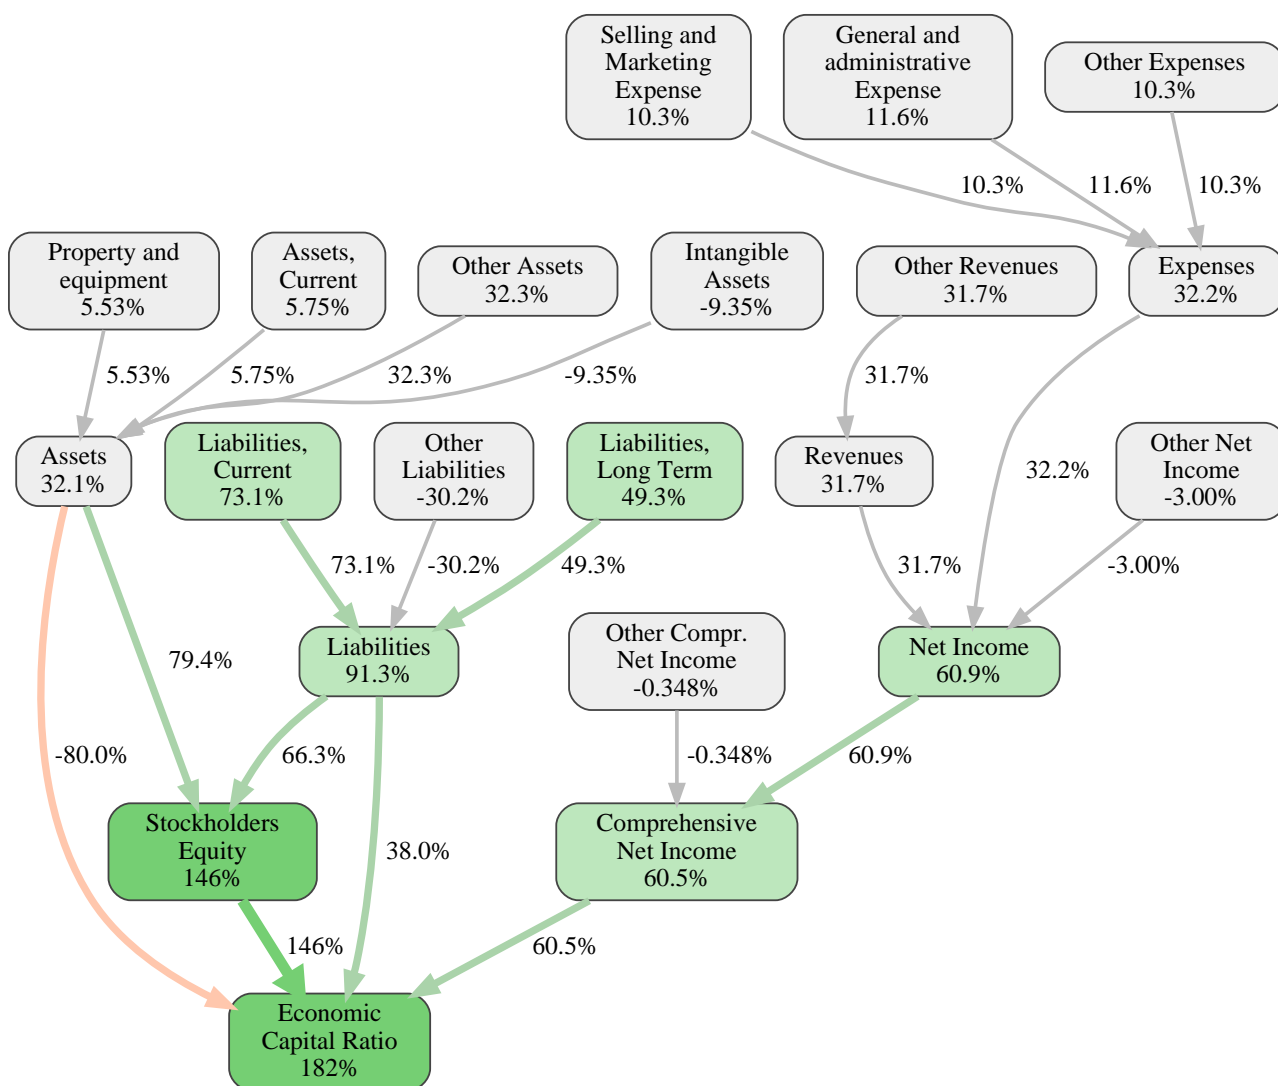 Selling and
Marketing
Expense
10.3%
General and
administrative
Expense
11.6%
Other Expenses
10.3%
10.3%
11.6%
10.3%
Property and
equipment
5.53%
Assets,
Current
5.75%
Other Assets
32.3%
Intangible
Assets
-9.35%
Other Revenues
31.7%
Expenses
32.2%
5.53%
5.75%
32.3%
-9.35%
31.7%
Assets
32.1%
Liabilities,
Current
73.1%
Other
Liabilities
-30.2%
Liabilities,
Long Term
49.3%
Revenues
31.7%
32.2%
Other Net
Income
-3.00%
73.1%
-30.2%
49.3%
31.7%
-3.00%
79.4%
Liabilities
91.3%
Other Compr.
Net Income
-0.348%
Net Income
60.9%
-80.0%
66.3%
-0.348%
60.9%
Stockholders
Equity
146%
38.0%
Comprehensive
Net Income
60.5%
146%
60.5%
Economic
Capital Ratio
182%